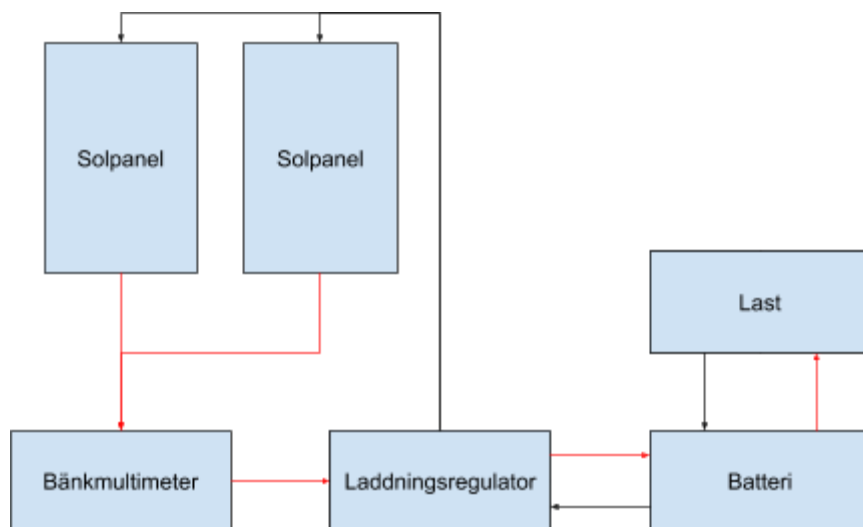 Solpanel
Solpanel
Last
Bänkmultimeter
Laddningsregulator
Batteri